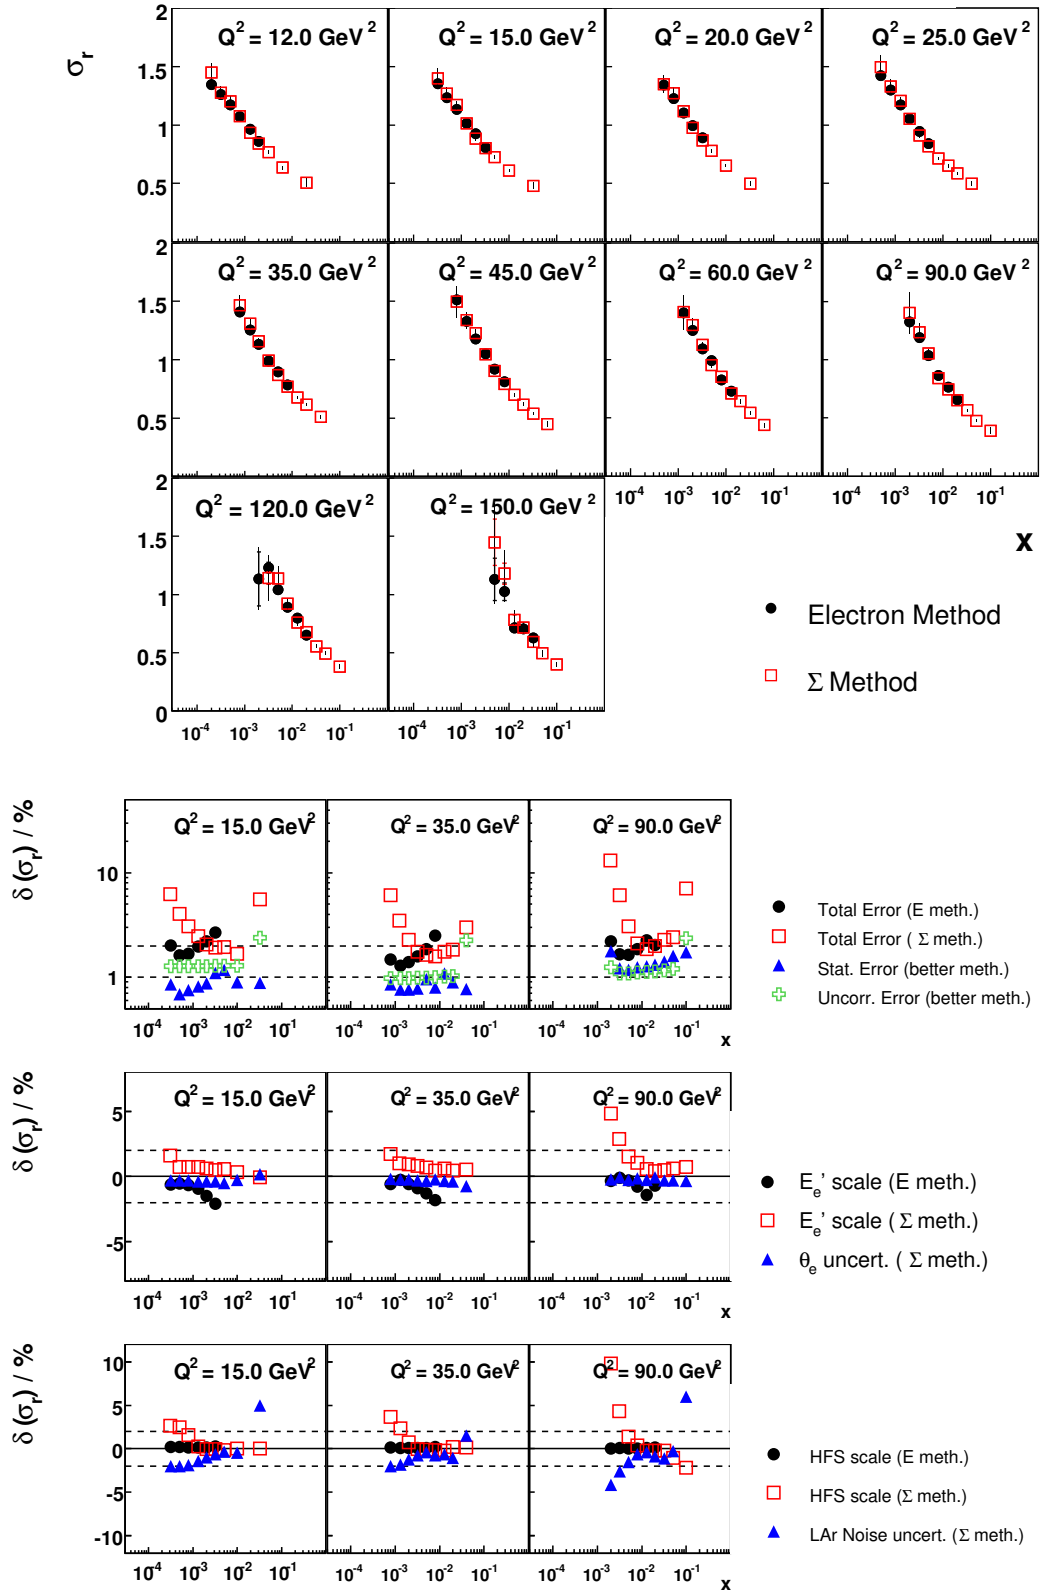 σr
2
1.5
1
0.5
Q² = 12.0 GeV²
Q² = 15.0 GeV²
Q² = 20.0 GeV²
Q² = 25.0 GeV²
2
1.5
1
0.5
Q² = 35.0 GeV²
Q² = 45.0 GeV²
Q² = 60.0 GeV²
Q² = 90.0 GeV²
10⁻⁴ 10⁻³ 10⁻² 10⁻¹
10⁻⁴ 10⁻³ 10⁻² 10⁻¹
x
2
1.5
1
0.5
0
Q² = 120.0 GeV²
Q² = 150.0 GeV²
10⁻⁴ 10⁻³ 10⁻² 10⁻¹
10⁻⁴ 10⁻³ 10⁻² 10⁻¹
Electron Method
Σ Method
δ (σr) / %
10
1
Q² = 15.0 GeV²
Q² = 35.0 GeV²
Q² = 90.0 GeV²
10⁻⁴ 10⁻³ 10⁻² 10⁻¹
10⁻⁴ 10⁻³ 10⁻² 10⁻¹
10⁻⁴ 10⁻³ 10⁻² 10⁻¹
x
Total Error (E meth.)
Total Error ( Σ meth.)
Stat. Error (better meth.)
Uncorr. Error (better meth.)
δ (σr) / %
5
0
-5
Q² = 15.0 GeV²
Q² = 35.0 GeV²
Q² = 90.0 GeV²
10⁻⁴ 10⁻³ 10⁻² 10⁻¹
10⁻⁴ 10⁻³ 10⁻² 10⁻¹
10⁻⁴ 10⁻³ 10⁻² 10⁻¹
x
Ee' scale (E meth.)
Ee' scale ( Σ meth.)
θe uncert. ( Σ meth.)
δ (σr) / %
10
5
0
-5
-10
Q² = 15.0 GeV²
Q² = 35.0 GeV²
Q² = 90.0 GeV²
10⁻⁴ 10⁻³ 10⁻² 10⁻¹
10⁻⁴ 10⁻³ 10⁻² 10⁻¹
10⁻⁴ 10⁻³ 10⁻² 10⁻¹
x
HFS scale (E meth.)
HFS scale (Σ meth.)
LAr Noise uncert. (Σ meth.)